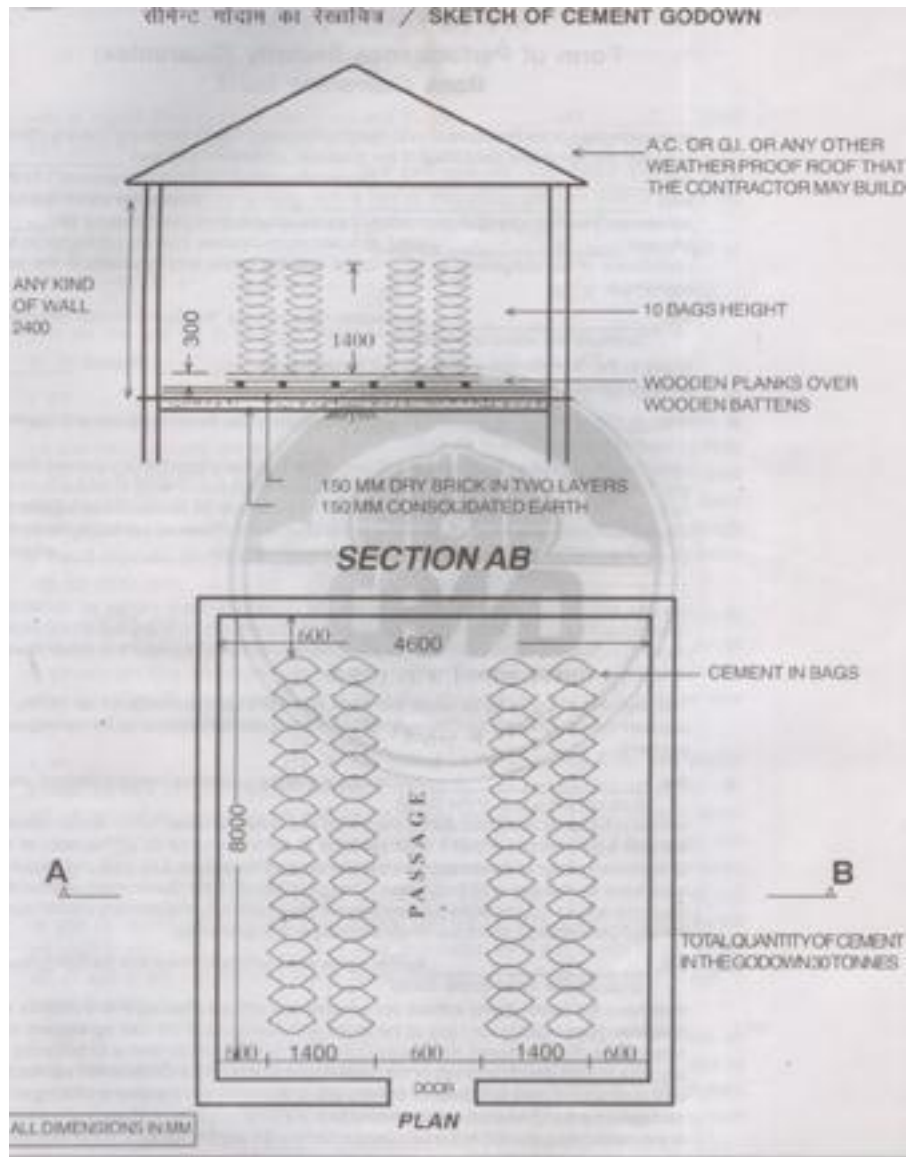 सीमेन्ट गोदाम का रेखाचित्र / SKETCH OF CEMENT GODOWN
A.C. OR G.I. OR ANY OTHER
WEATHER PROOF ROOF THAT
THE CONTRACTOR MAY BUILD
ANY KIND
OF WALL
2400
300
1400
10 BAGS HEIGHT
WOODEN PLANKS OVER
WOODEN BATTENS
150 MM DRY BRICK IN TWO LAYERS
150 MM CONSOLIDATED EARTH
SECTION AB
600
4600
CEMENT IN BAGS
8000
PASSAGE
A
B
TOTAL QUANTITY OF CEMENT
IN THE GODOWN 30 TONNES
600 1400 600 1400 600
DOOR
PLAN
ALL DIMENSIONS IN MM